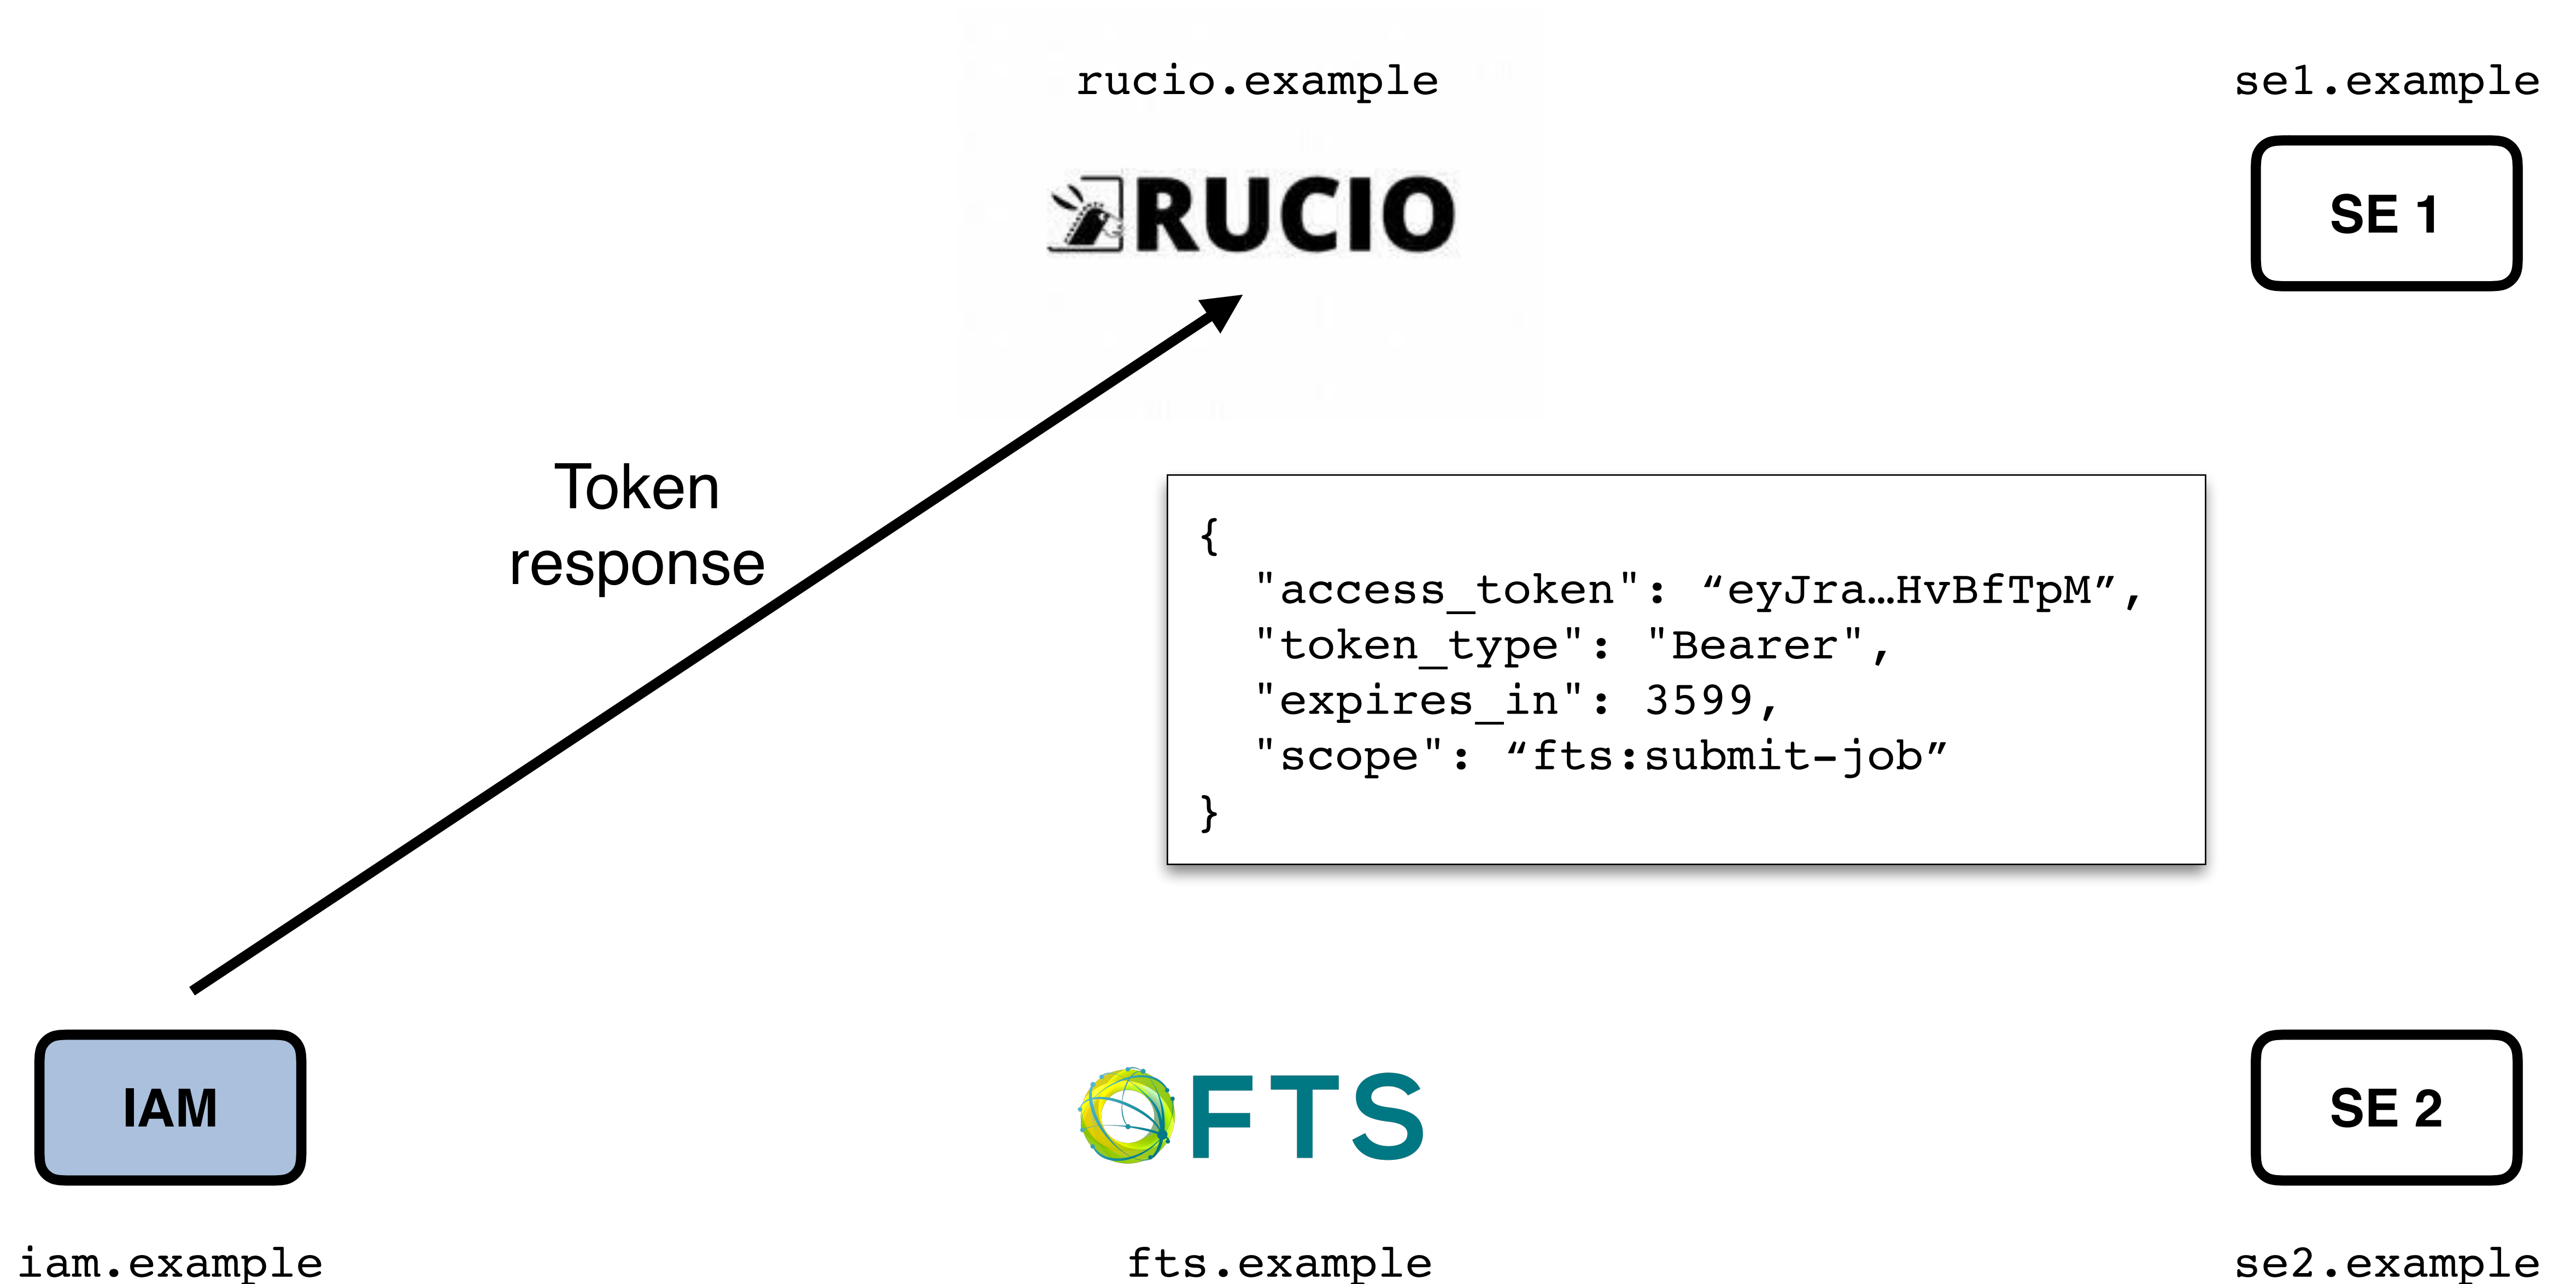 rucio.example
se1.example
RUCIO
SE 1
Token
response
{
"access_token": “eyJra…HvBfTpM”,
"token_type": "Bearer",
"expires_in": 3599,
"scope": “fts:submit-job”
}
IAM
FTS
SE 2
iam.example
fts.example
se2.example